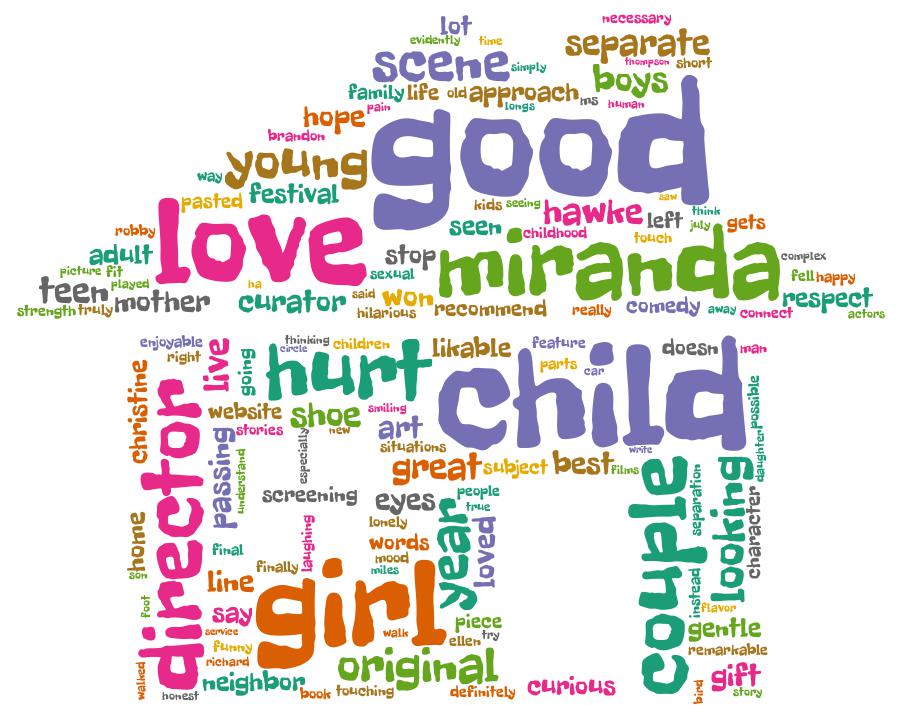 necessary
lot
evidently time
separate
scene simply thompson short
boys
family life old approach ms human
longs
hope pain
good
brandon
young
way
festival
pasted
love
kids seeing saw
hawke left think
seen childhood july gets
robby
touch
adult
stop
miranda
complex
picture fit
sexual
fell happy
teen played
mother
ha
curator
said
won
respect
strength truly
hilarious
recommend
really
comedy
away
connect
actors
enjoyable
right
live
going
thinking children
circle
hurt
likable
feature
parts
car
child
doesn man
christine
director
website
shoe
smiling
stories
new
art
situations
write
possible
daughter
passing
understand
especially
great
subject
best
films
couple
separation
looking
character
screening
eyes
people
true
year
loved
home
son
final
finally
laughing
lonely
words
mood
miles
line
girl
foot
say
service
walk
funny
richard
piece
ellen try
instead
flavor
gentle
remarkable
walked
honest
neighbor
original
book touching
definitely
curious
bird
gift
story